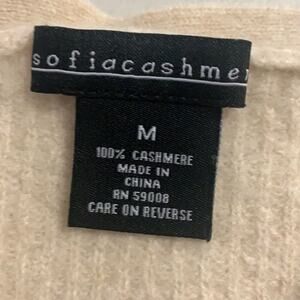 sofiacashmer
M
100% CASHMERE
MADE IN
CHINA
RN 59008
CARE ON REVERSE